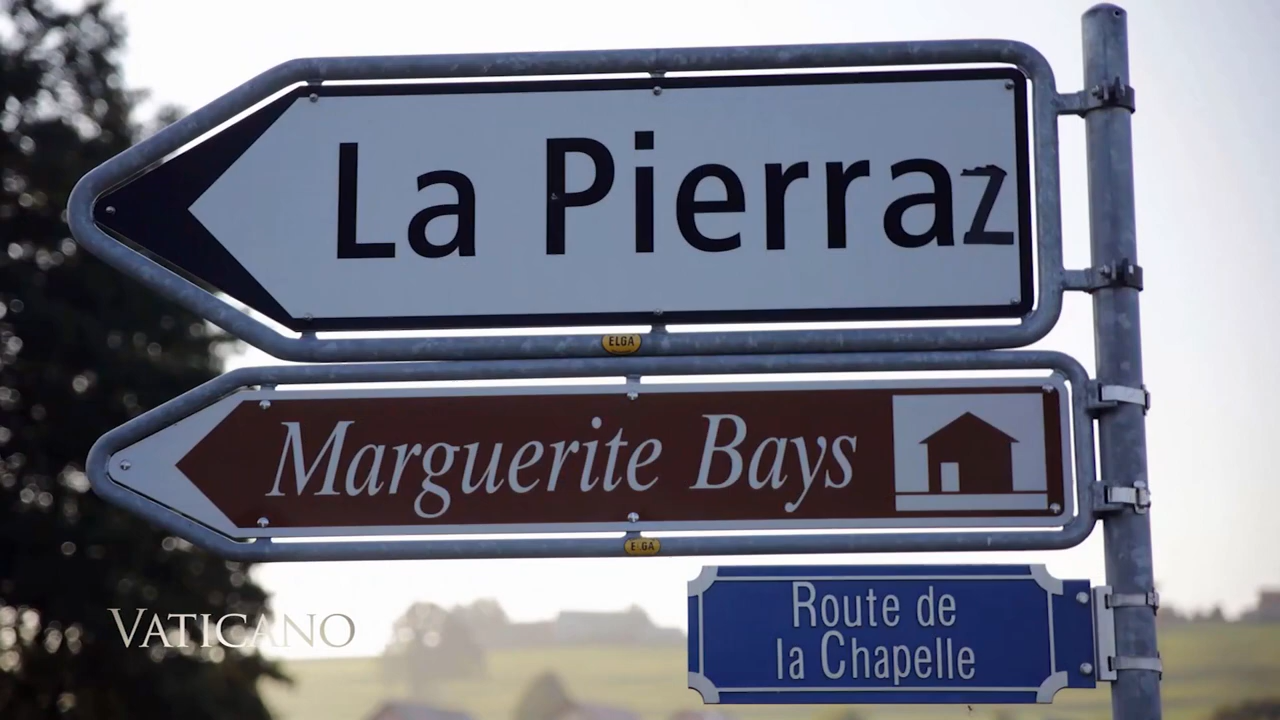 La Pierraz
ELGA
Marguerite Bays
ELGA
Route de
la Chapelle
VATICANO